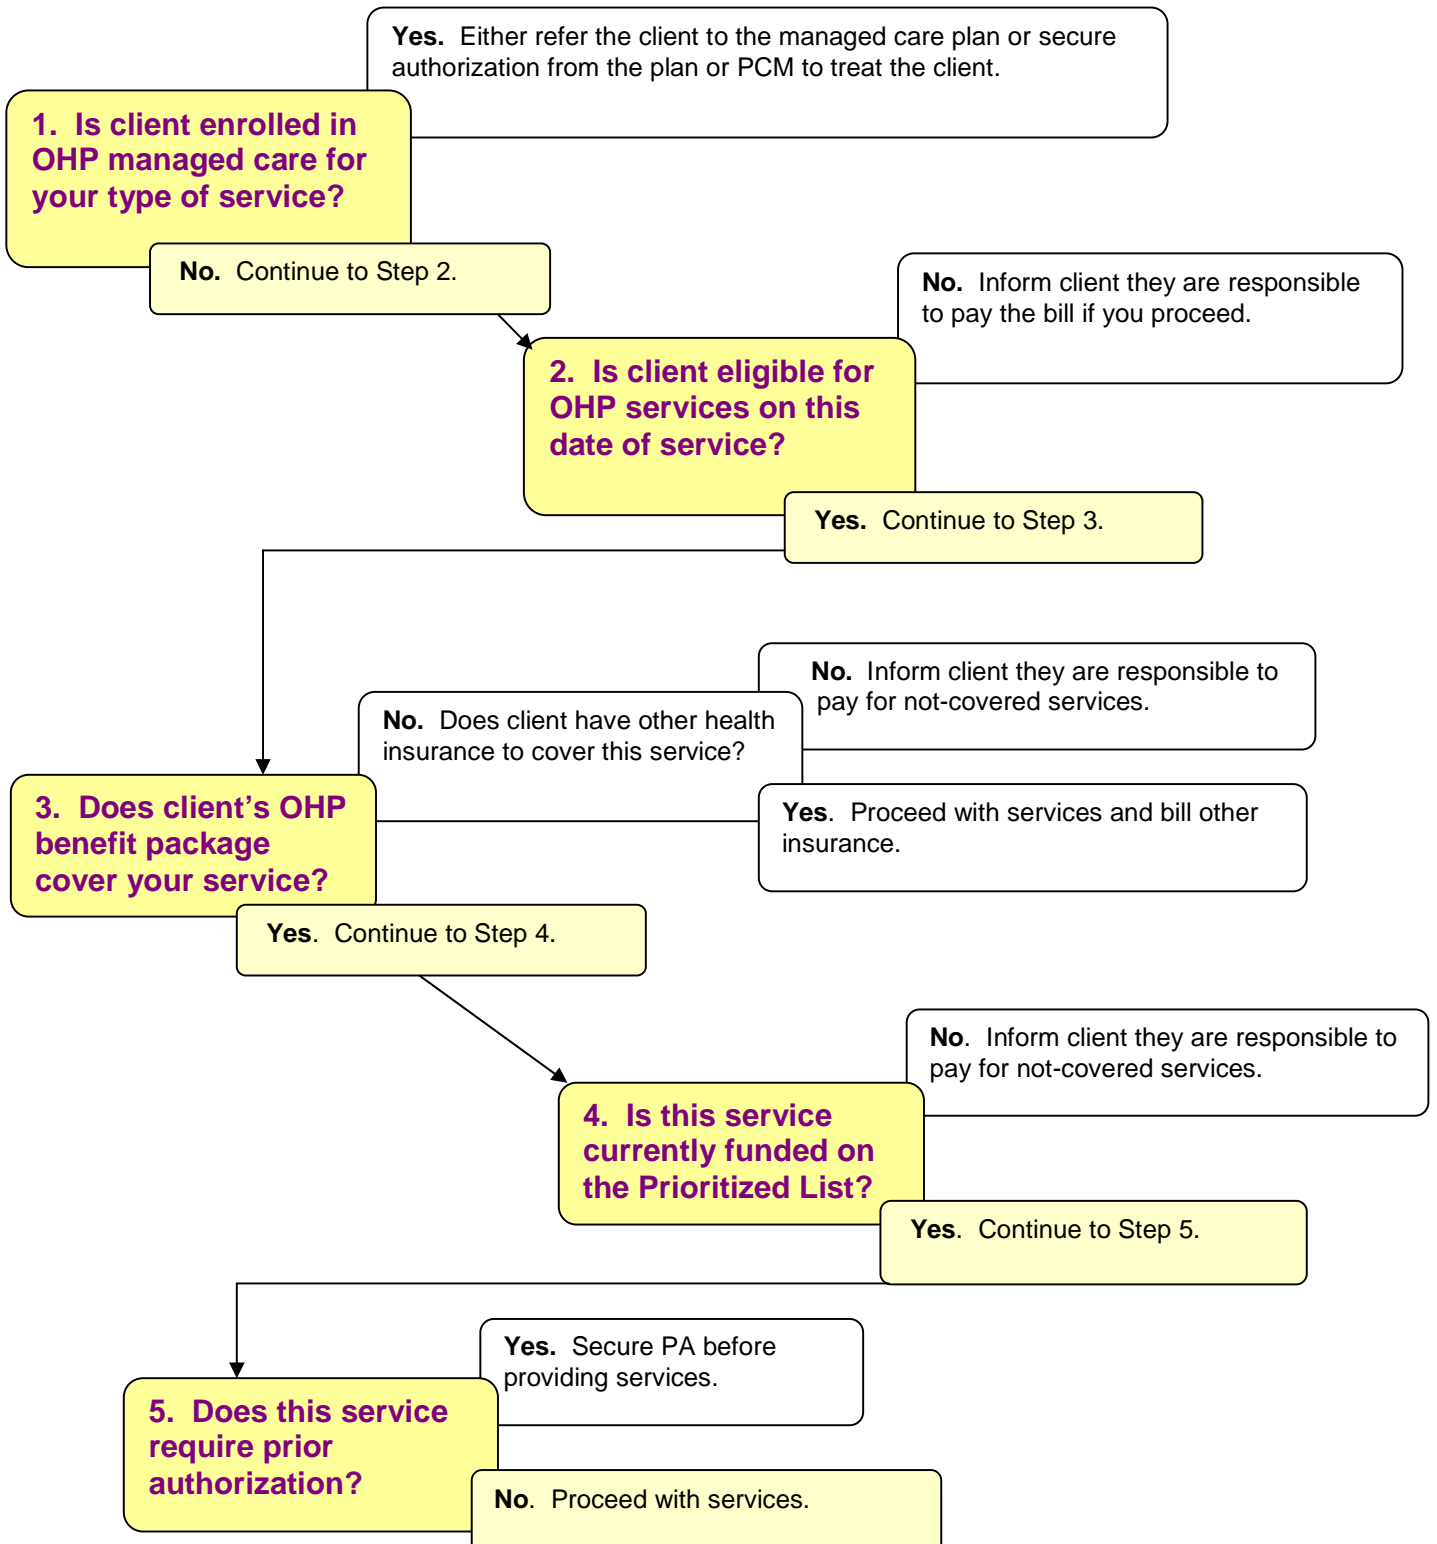 Yes. Either refer the client to the managed care plan or secure
authorization from the plan or PCM to treat the client.
1. Is client enrolled in
OHP managed care for
your type of service?
No. Continue to Step 2.
No. Inform client they are responsible
to pay the bill if you proceed.
2. Is client eligible for
OHP services on this
date of service?
Yes. Continue to Step 3.
No. Inform client they are responsible to
pay for not-covered services.
No. Does client have other health
insurance to cover this service?
Yes. Proceed with services and bill other
insurance.
3. Does client’s OHP
benefit package
cover your service?
Yes. Continue to Step 4.
No. Inform client they are responsible to
pay for not-covered services.
4. Is this service
currently funded on
the Prioritized List?
Yes. Continue to Step 5.
Yes. Secure PA before
providing services.
5. Does this service
require prior
authorization?
No. Proceed with services.